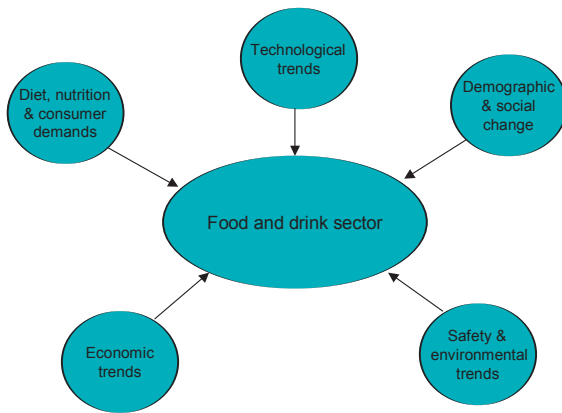 Technological
trends
Diet, nutrition
& consumer
demands
Demographic
& social
change
Food and drink sector
Economic
trends
Safety &
environmental
trends